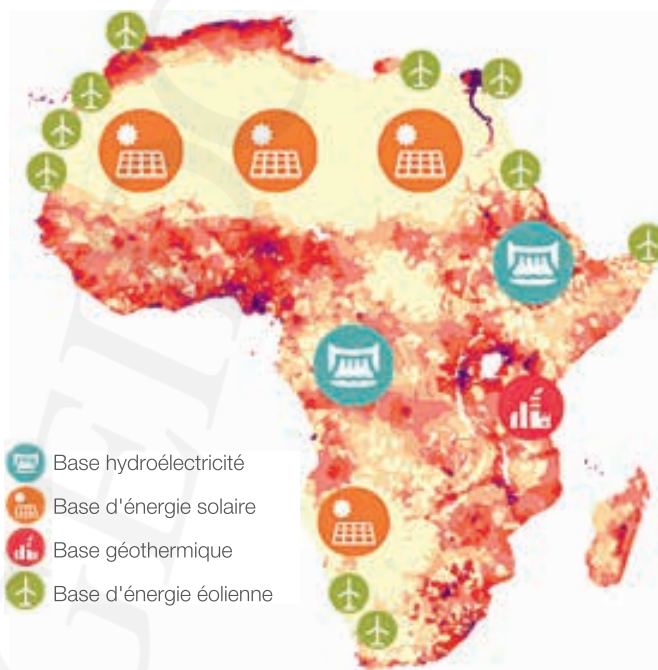 Base hydroélectricité
Base d'énergie solaire
Base géothermique
Base d'énergie éolienne